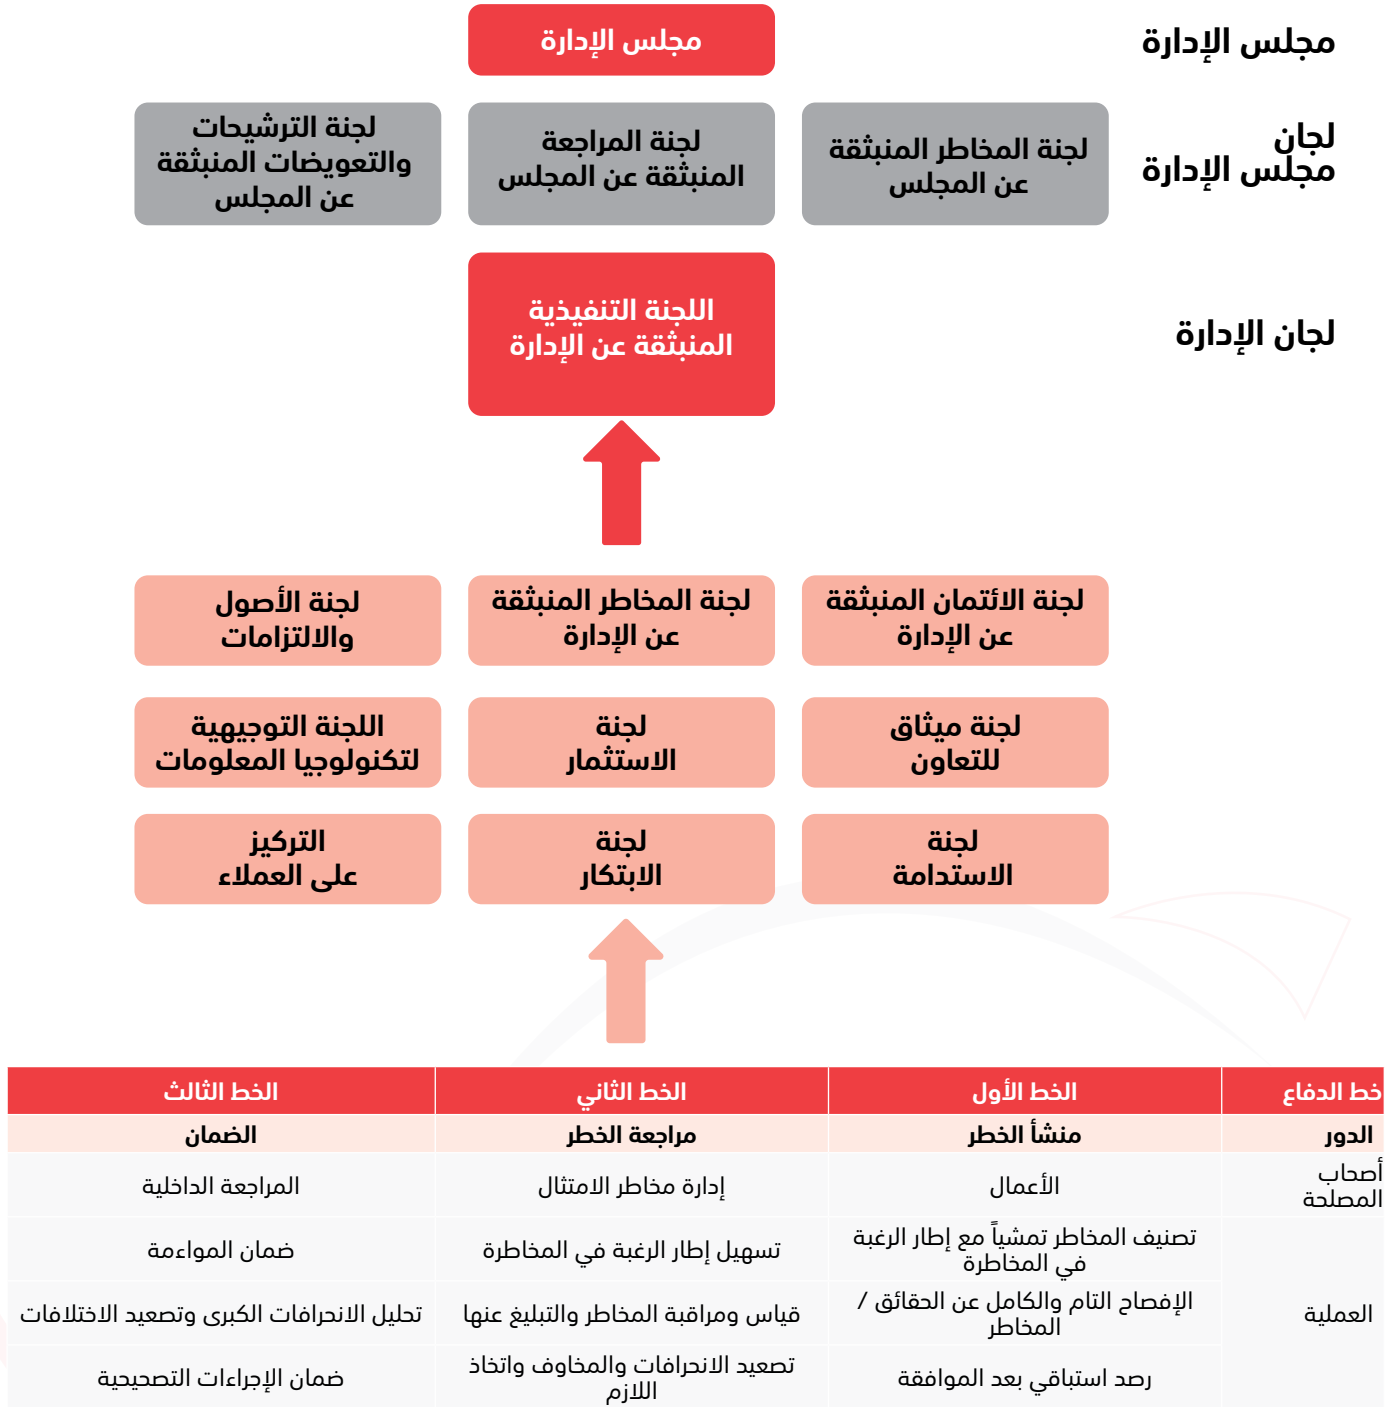 مجلس الإدارة
مجلس الإدارة
لجان
مجلس الإدارة
لجنة المخاطر المنبثقة
عن المجلس
لجنة المراجعة
المنبثقة عن المجلس
لجنة الترشيحات
والتعويضات المنبثقة
عن المجلس
لجان الإدارة
اللجنة التنفيذية
المنبثقة عن الإدارة
لجنة الائتمان المنبثقة
عن الإدارة
لجنة المخاطر المنبثقة
عن الإدارة
لجنة الأصول
والالتزامات
لجنة ميثاق
للتعاون
لجنة
الاستثمار
اللجنة التوجيهية
لتكنولوجيا المعلومات
لجنة
الاستدامة
لجنة
الابتكار
التركيز
على العملاء
خط الدفاع
الخط الأول
الخط الثاني
الخط الثالث
الدور
منشأ الخطر
مراجعة الخطر
الضمان
أصحاب
المصلحة
الأعمال
إدارة مخاطر الامتثال
المراجعة الداخلية
العملية
تصنيف المخاطر تمشياً مع إطار الرغبة
في المخاطرة
تسهيل إطار الرغبة في المخاطرة
ضمان المواءمة
الإفصاح التام والكامل عن الحقائق /
المخاطر
قياس ومراقبة المخاطر والتبليغ عنها
تحليل الانحرافات الكبرى وتصعيد الاختلافات
رصد استباقي بعد الموافقة
تصعيد الانحرافات والمخاوف واتخاذ
اللازم
ضمان الإجراءات التصحيحية